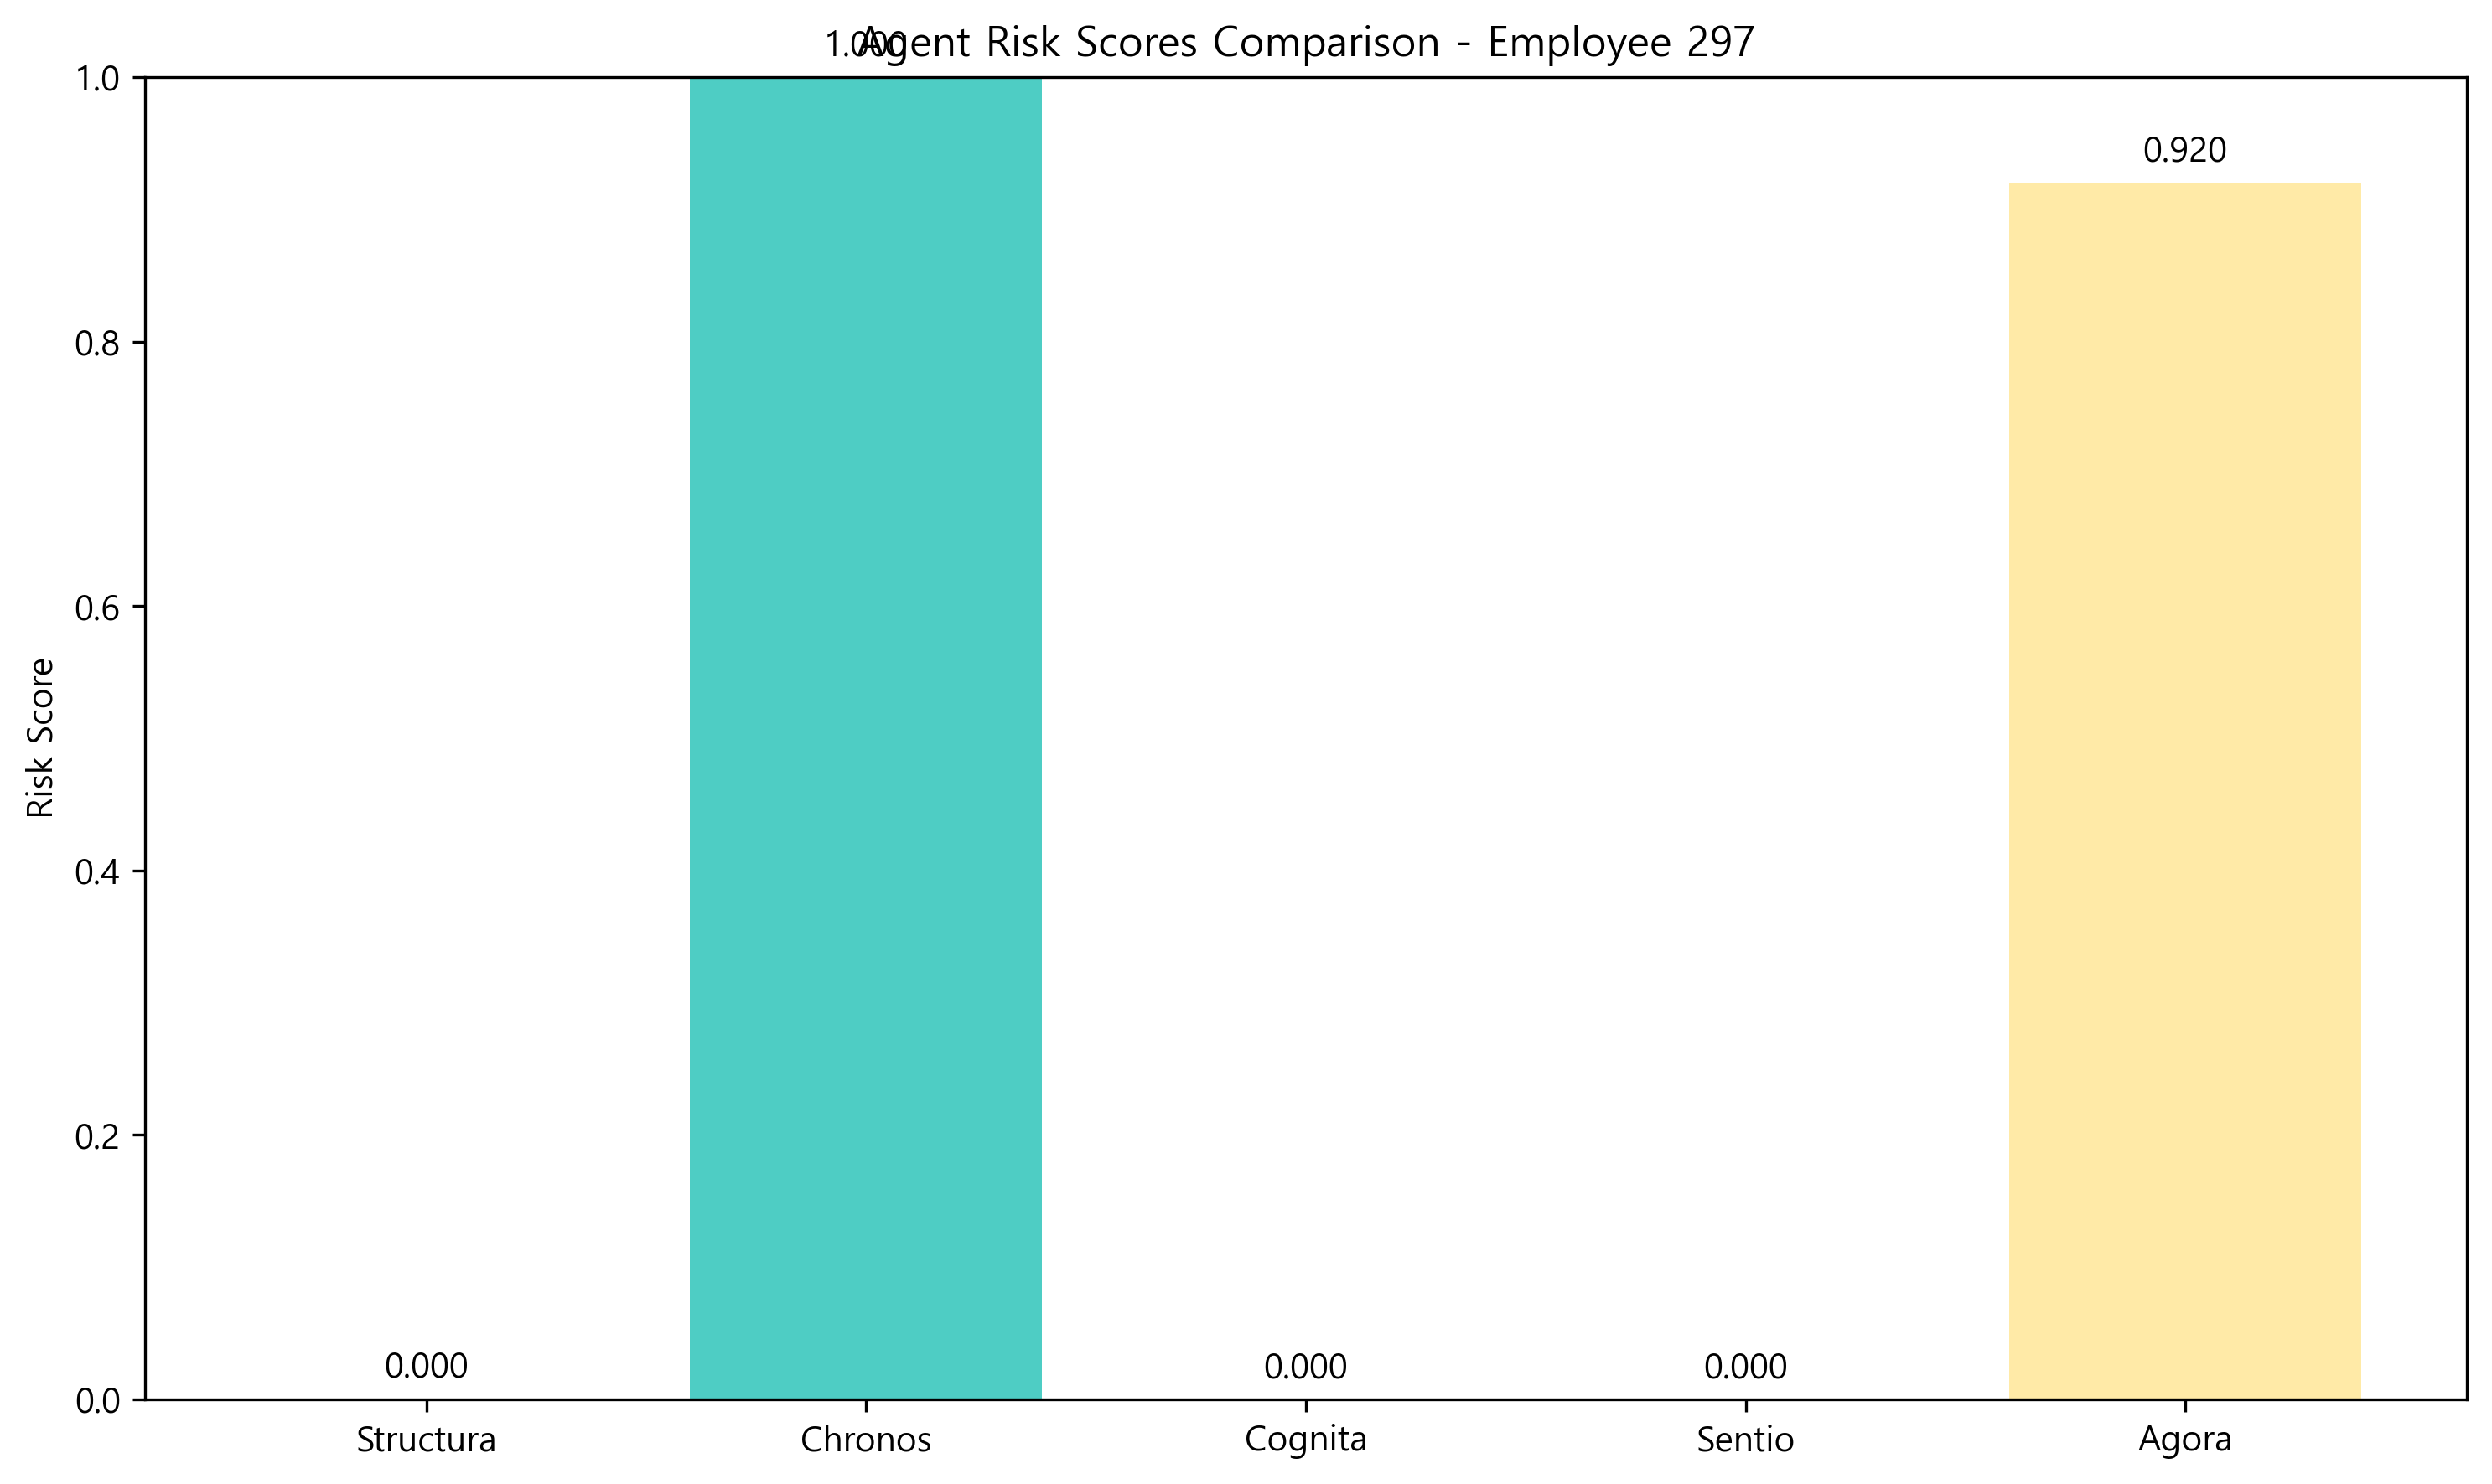 Agent Risk Scores Comparison - Employee 297
1.000
1.0
0.920
0.8
0.6
Risk Score
0.4
0.2
0.000
0.000
0.000
0.0
Structura
Chronos
Cognita
Sentio
Agora